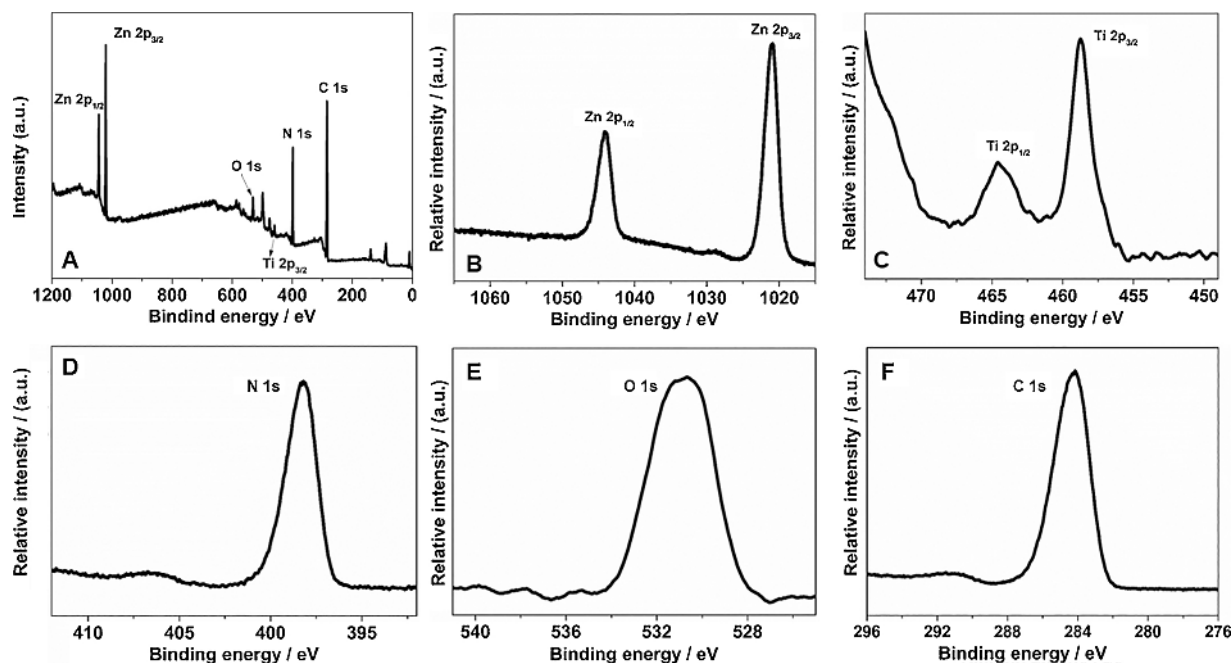 Intensity (a.u.)
Zn 2p3/2
Zn 2p1/2
C 1s
N 1s
O 1s
Ti 2p3/2
A
1200 1000 800 600 400 200 0
Bindind energy / eV
Relative intensity / (a.u.)
Zn 2p3/2
Zn 2p1/2
B
1060 1050 1040 1030 1020
Binding energy / eV
Relative intensity / (a.u.)
Ti 2p3/2
Ti 2p1/2
C
470 465 460 455 450
Binding energy / eV
Relative intensity / (a.u.)
D
N 1s
410 405 400 395
Binding energy / eV
Relative intensity / (a.u.)
E
O 1s
540 536 532 528
Binding energy / eV
Relative intensity / (a.u.)
F
C 1s
296 292 288 284 280 276
Binding energy / eV